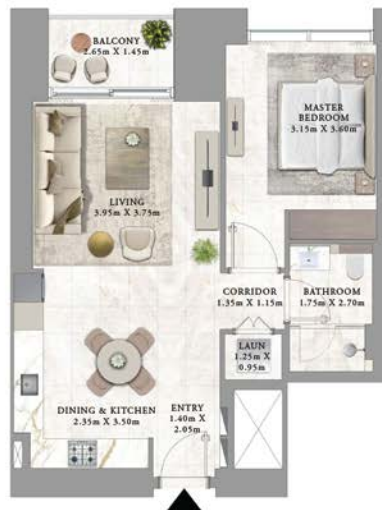 BALCONY
2.65m X 1.45m
MASTER
BEDROOM
3.15m X 3.60m
LIVING
3.95m X 3.75m
CORRIDOR
1.35m X 1.15m
BATHROOM
1.75m X 2.70m
LAUN
1.25m X
0.95m
DINING & KITCHEN
2.35m X 3.50m
ENTRY
1.40m X
2.05m